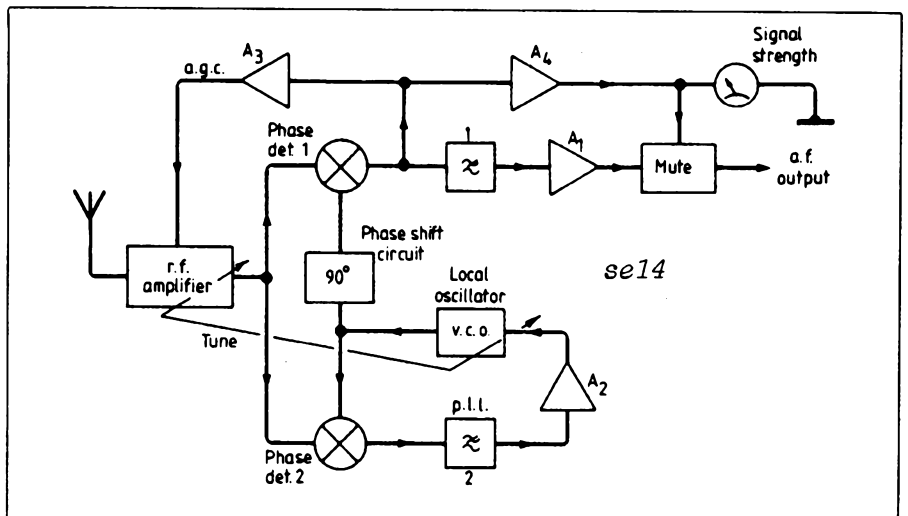 Signal
strength
A3
A4
a.g.c.
Phase
det. 1
1
≈
A1
Mute
a.f.
output
Phase shift
circuit
r.f.
amplifier
90°
Local
oscillator
se14
v.c.o.
Tune
A2
p.l.l.
≈
Phase
det. 2
2